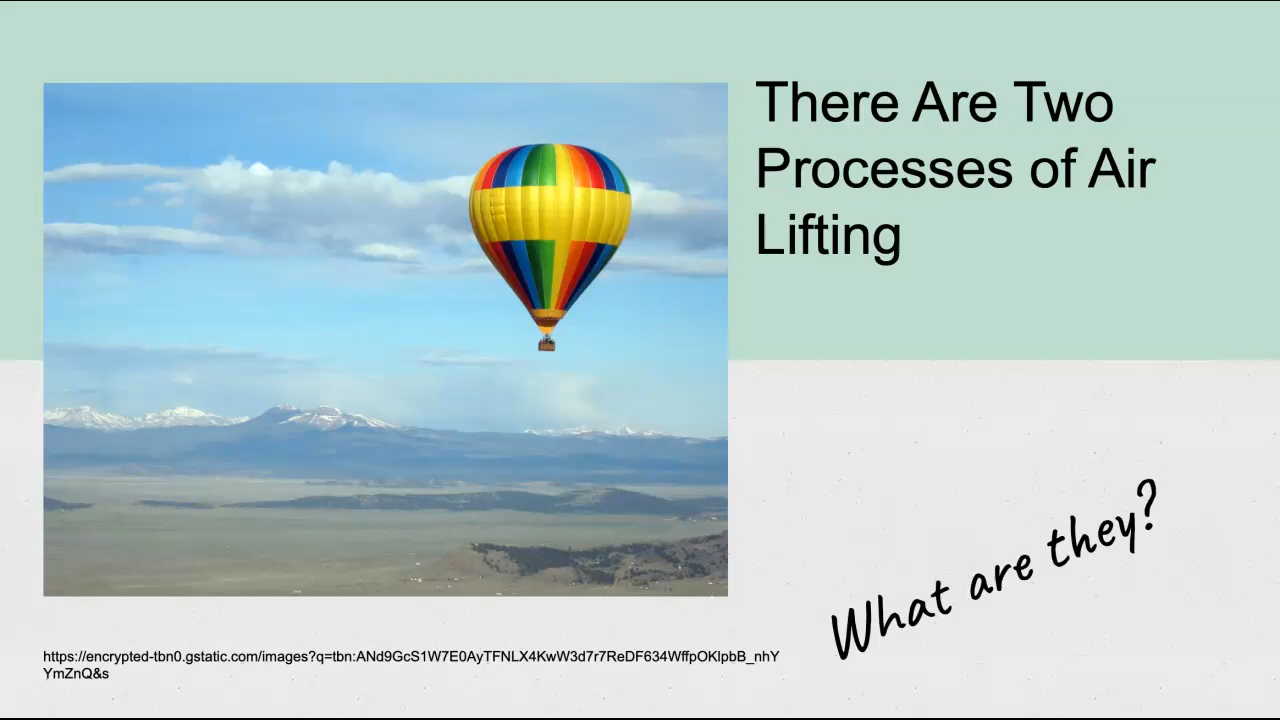 There Are Two
Processes of Air
Lifting
What are they?
https://encrypted-tbn0.gstatic.com/images?q=tbn:ANd9GcS1W7E0AyTFNLX4KwW3d7r7ReDF634WffpOKlpbB_nhY
YmZnQ&s